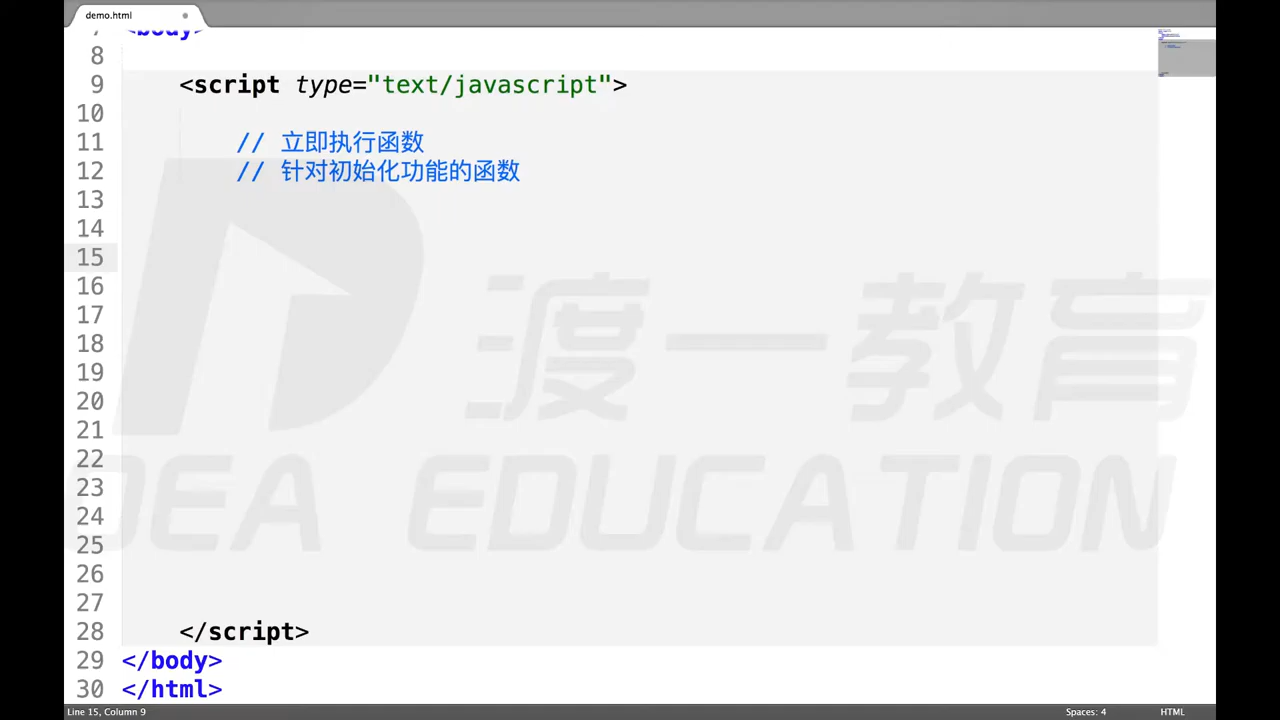 demo.html
7 <body>
8
9 <script type="text/javascript">
10
11 // 立即执行函数
12 // 针对初始化功能的函数
13
14
15
16
17
18
19
20
21
22
23
24
25
26
27
28 </script>
29 </body>
30 </html>
渡一教育
DEA EDUCATION
Line 15, Column 9 Spaces: 4 HTML